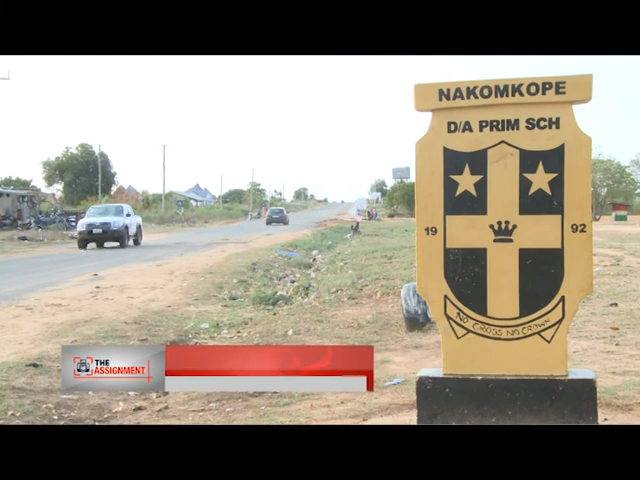 NAKOMKOPE
D/A PRIM SCH
19 92
NO CROSS NO CROWN
THE
ASSIGNMENT